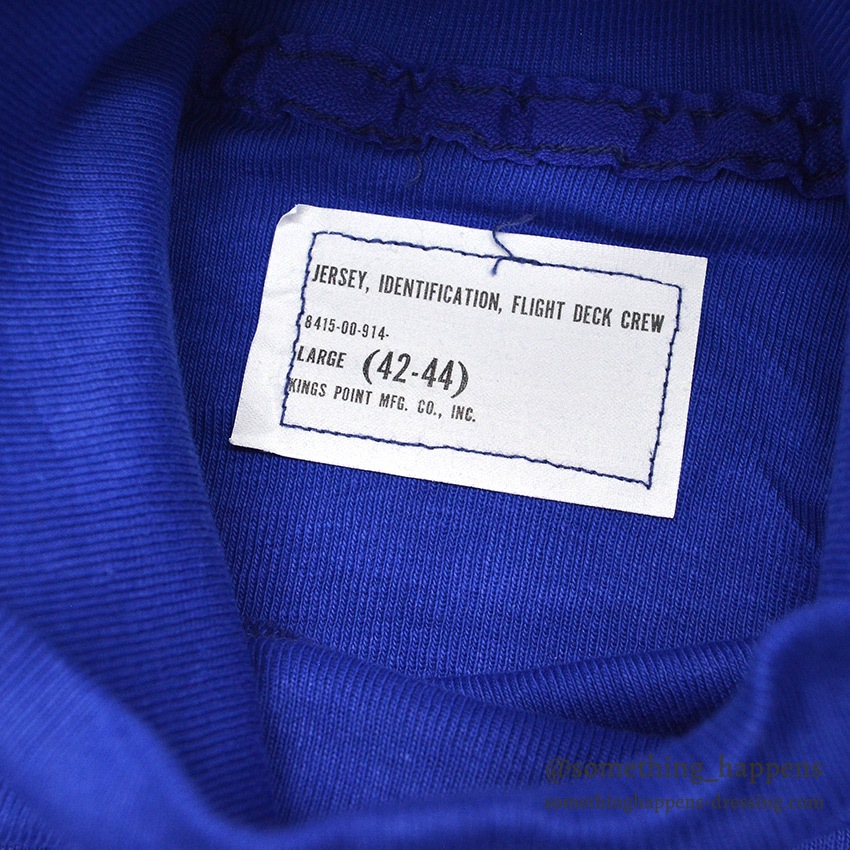 JERSEY, IDENTIFICATION, FLIGHT DECK CREW
8415-00-914-
LARGE (42-44)
KINGS POINT MFG. CO., INC.
@something_happens
somethinghappens-dressing.com